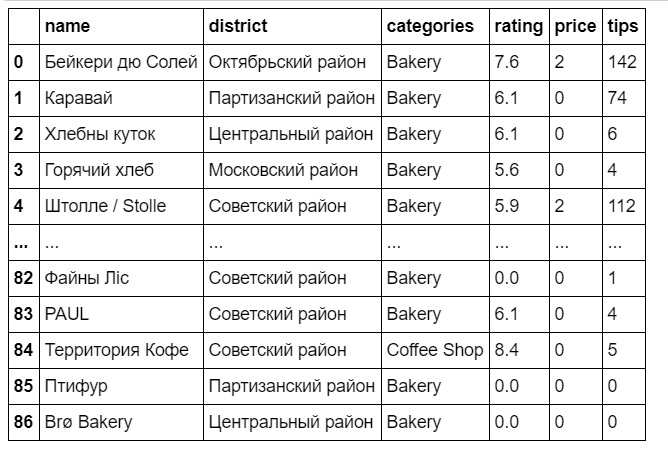 name district categories rating price tips
0 Бейкери дю Солей Октябрьский район Bakery 7.6 2 142
1 Каравай Партизанский район Bakery 6.1 0 74
2 Хлебны куток Центральный район Bakery 6.1 0 6
3 Горячий хлеб Московский район Bakery 5.6 0 4
4 Штолле / Stolle Советский район Bakery 5.9 2 112
... ... ... ... ... ... ...
82 Файны Лiс Советский район Bakery 0.0 0 1
83 PAUL Советский район Bakery 6.1 0 4
84 Территория Кофе Советский район Coffee Shop 8.4 0 5
85 Птифур Партизанский район Bakery 0.0 0 0
86 Brø Bakery Центральный район Bakery 0.0 0 0